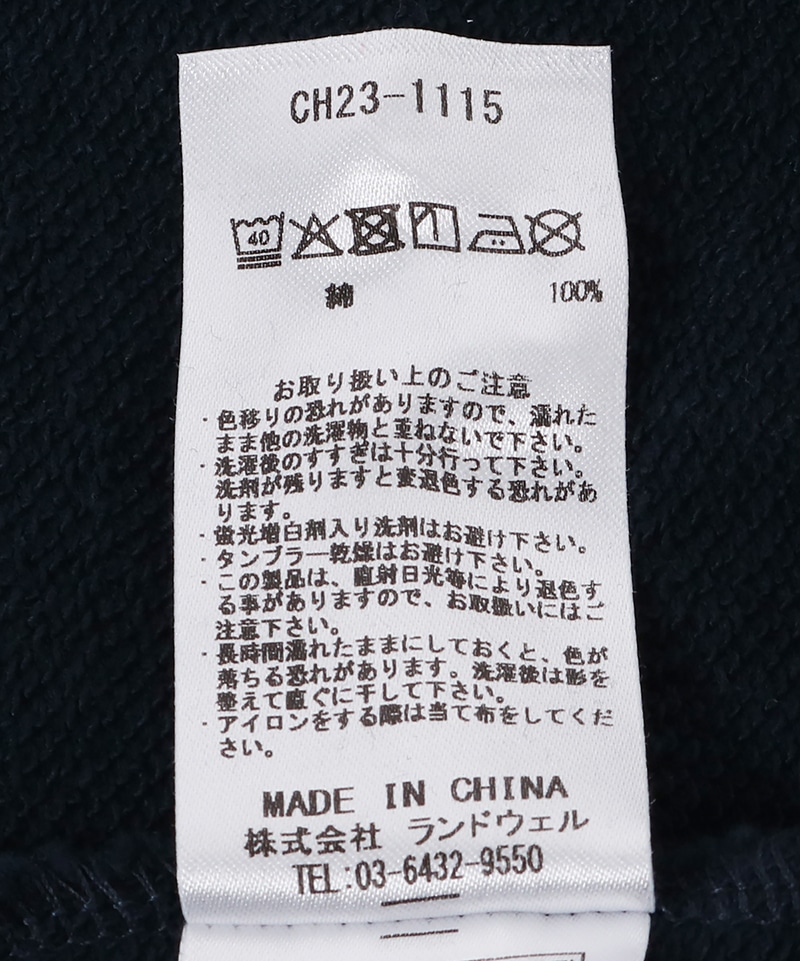 CH23-1115
40
綿 100%
お取り扱い上のご注意
・色移りの恐れがありますので、濡れた
まま他の洗濯物と重ねないで下さい。
・洗濯後のすすぎは十分行って下さい。
洗剤が残りますと変退色する恐れがあ
ります。
・蛍光増白剤入り洗剤はお避け下さい。
・タンブラー乾燥はお避け下さい。
・この製品は、直射日光等により退色す
る事がありますので、お取扱いにはご
注意下さい。
・長時間濡れたままにしておくと、色が
落ちる恐れがあります。洗濯後は形を
整えて直ぐに干して下さい。
・アイロンをする際は当て布をしてくだ
さい。
MADE IN CHINA
株式会社 ランドウェル
TEL:03-6432-9550